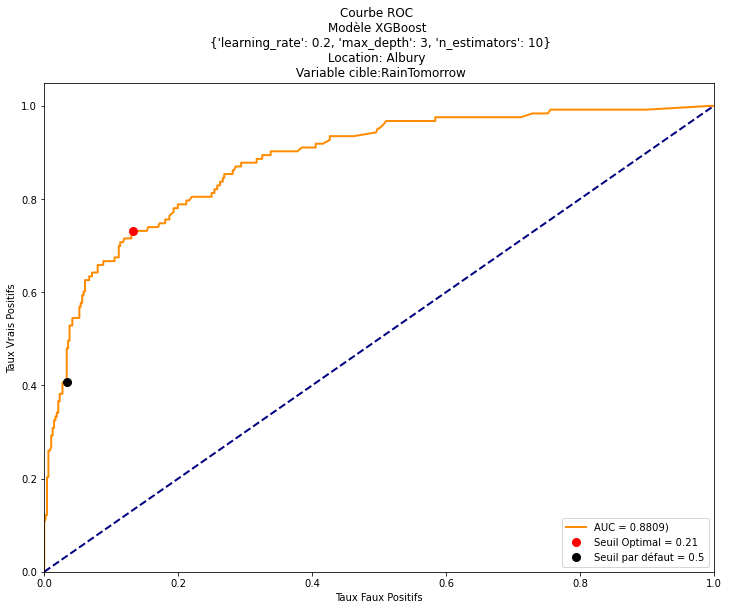 Courbe ROC
Modèle XGBoost
{'learning_rate': 0.2, 'max_depth': 3, 'n_estimators': 10}
Location: Albury
Variable cible:RainTomorrow
1.0
0.8
0.6
0.4
0.2
0.0
Taux Vrais Positifs
0.0 0.2 0.4 0.6 0.8 1.0
Taux Faux Positifs
AUC = 0.8809)
Seuil Optimal = 0.21
Seuil par défaut = 0.5